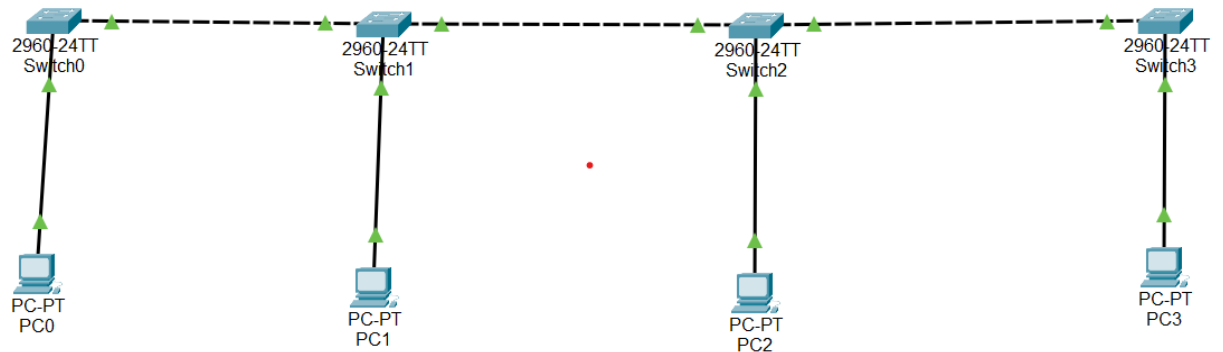 2960-24TT
Switch0
2960-24TT
Switch1
2960-24TT
Switch2
2960-24TT
Switch3
PC-PT
PC0
PC-PT
PC1
PC-PT
PC2
PC-PT
PC3